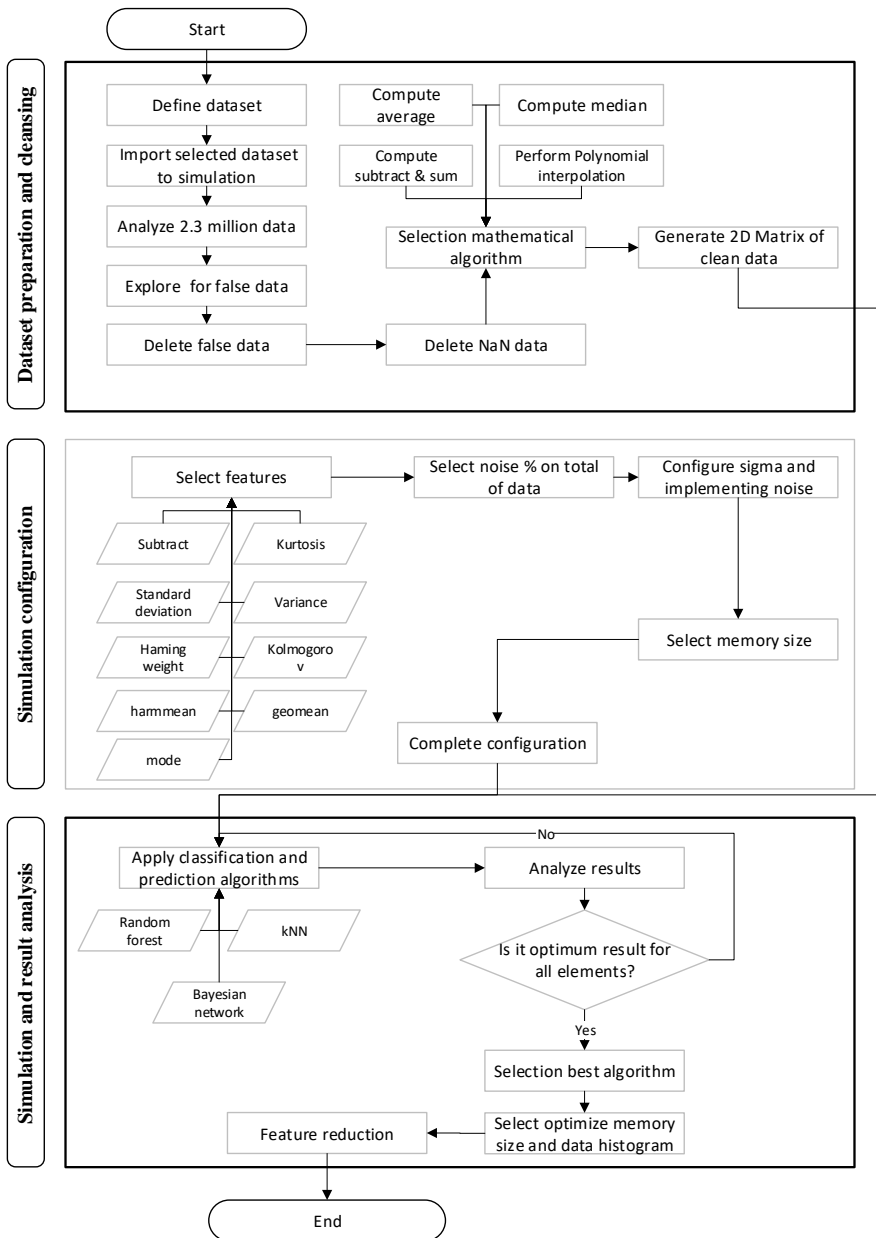 Start
Dataset preparation and cleansing
Define dataset
Import selected dataset
to simulation
Analyze 2.3 million data
Explore for false data
Delete false data
Compute
average
Compute median
Compute
subtract & sum
Perform Polynomial
interpolation
Selection mathematical
algorithm
Generate 2D Matrix of
clean data
Delete NaN data
Simulation configuration
Select features
Select noise % on total
of data
Configure sigma and
implementing noise
Subtract
Kurtosis
Standard
deviation
Variance
Haming
weight
Kolmogoro
v
harmmean
geomean
mode
Select memory size
Complete configuration
Simulation and result analysis
No
Apply classification and
prediction algorithms
Analyze results
Random
forest
kNN
Bayesian
network
Is it optimum result for
all elements?
Yes
Selection best algorithm
Select optimize memory
size and data histogram
Feature reduction
End